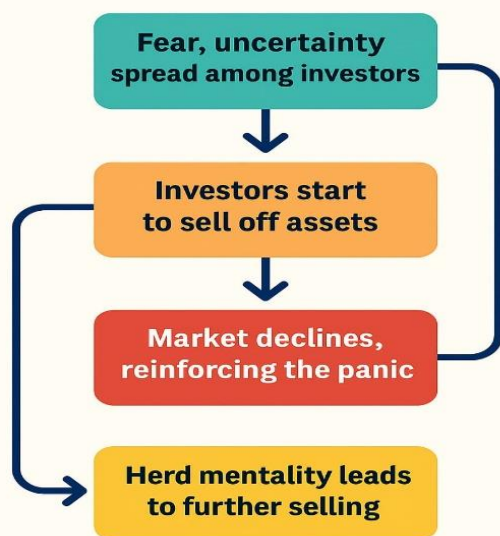 Fear, uncertainty
spread among investors
Investors start
to sell off assets
Market declines,
reinforcing the panic
Herd mentality leads
to further selling